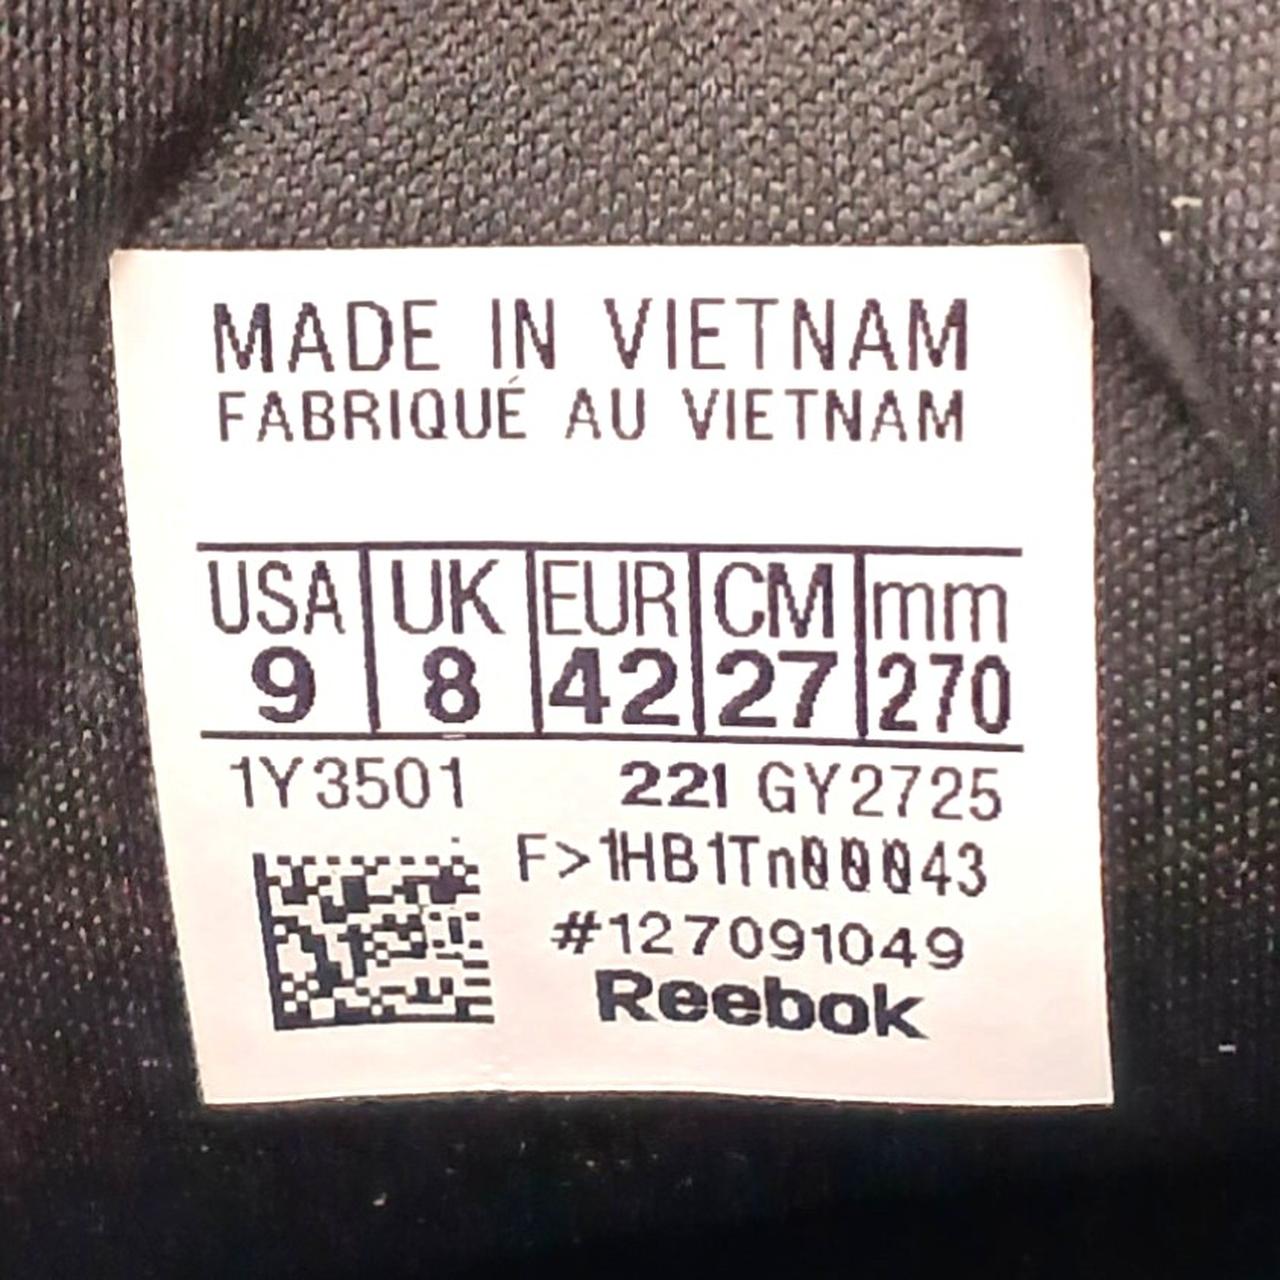 MADE IN VIETNAM
FABRIQUÉ AU VIETNAM
USA UK EUR CM mm
9 8 42 27 270
1Y3501 22I GY2725
F>1HB1Tn00043
#127091049
Reebok